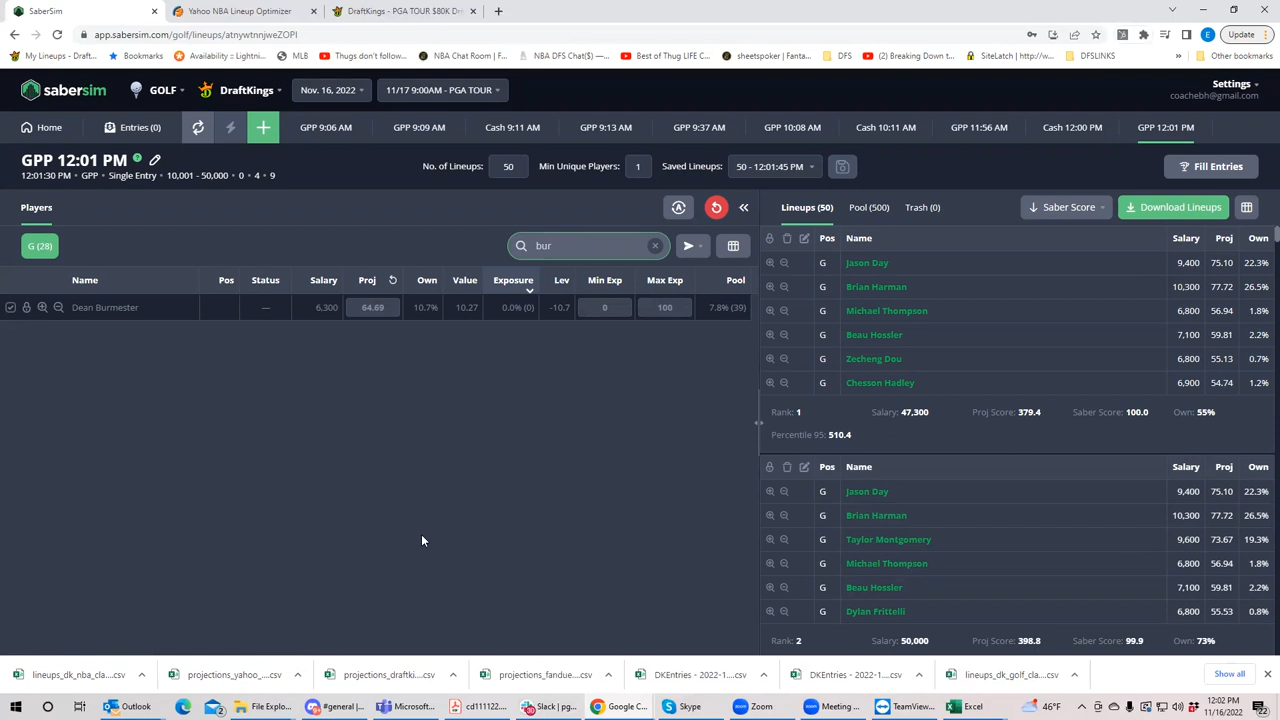 SaberSim
Yahoo NBA Lineup Optimizer
DraftKings - PGA TOUR $80K Dr
app.sabersim.com/golf/lineups/atnywtnnjweZOPI
Update
My Lineups - Draft...
Bookmarks
Availability :: Lightni...
MLB
Thugs don't follow...
NBA Chat Room
NBA DFS Chat($) —...
Best of Thug LIFE C...
sheetspoker | Fanta...
DFS
(2) Breaking Down t...
SiteLatch | http://w...
DFSLINKS
Other bookmarks
sabersim
GOLF
DraftKings
Nov. 16, 2022
11/17 9:00AM - PGA TOUR
Settings
coachebh@gmail.com
Home
Entries (0)
GPP 9:06 AM
GPP 9:09 AM
Cash 9:11 AM
GPP 9:13 AM
GPP 9:37 AM
GPP 10:08 AM
Cash 10:11 AM
GPP 11:56 AM
Cash 12:00 PM
GPP 12:01 PM
GPP 12:01 PM
12:01:30 PM • GPP • Single Entry • 10,001 - 50,000 • 0 • 4 • 9
No. of Lineups: 50
Min Unique Players: 1
Saved Lineups: 50 - 12:01:45 PM
Fill Entries
Players
Lineups (50) Pool (500) Trash (0)
Saber Score
Download Lineups
G (28)
bur
Name Pos Status Salary Proj Own Value Exposure Lev Min Exp Max Exp Pool
Dean Burmester — 6,300 64.69 10.7% 10.27 0.0% (0) -10.7 0 100 7.8% (39)
Pos Name Salary Proj Own
G Jason Day 9,400 75.10 22.3%
G Brian Harman 10,300 77.72 26.5%
G Michael Thompson 6,800 56.94 1.8%
G Beau Hossler 7,100 59.81 2.2%
G Zecheng Dou 6,800 55.13 0.7%
G Chesson Hadley 6,900 54.74 1.2%
Rank: 1 Salary: 47,300 Proj Score: 379.4 Saber Score: 100.0 Own: 55%
Percentile 95: 510.4
Pos Name Salary Proj Own
G Jason Day 9,400 75.10 22.3%
G Brian Harman 10,300 77.72 26.5%
G Taylor Montgomery 9,600 73.67 19.3%
G Michael Thompson 6,800 56.94 1.8%
G Beau Hossler 7,100 59.81 2.2%
G Dylan Frittelli 6,800 55.53 0.8%
Rank: 2 Salary: 50,000 Proj Score: 398.8 Saber Score: 99.9 Own: 73%
lineups_dk_nba_cla....csv
projections_yahoo_....csv
projections_draftki....csv
projections_fandue....csv
DKEntries - 2022-1....csv
DKEntries - 2022-1....csv
lineups_dk_golf_cla....csv
Show all
Outlook
2
File Explo...
#general |...
Microsoft...
cd111122...
Slack | pg...
Google C...
Skype
Zoom
Meeting ...
TeamView...
Excel
46°F
12:02 PM
11/16/2022